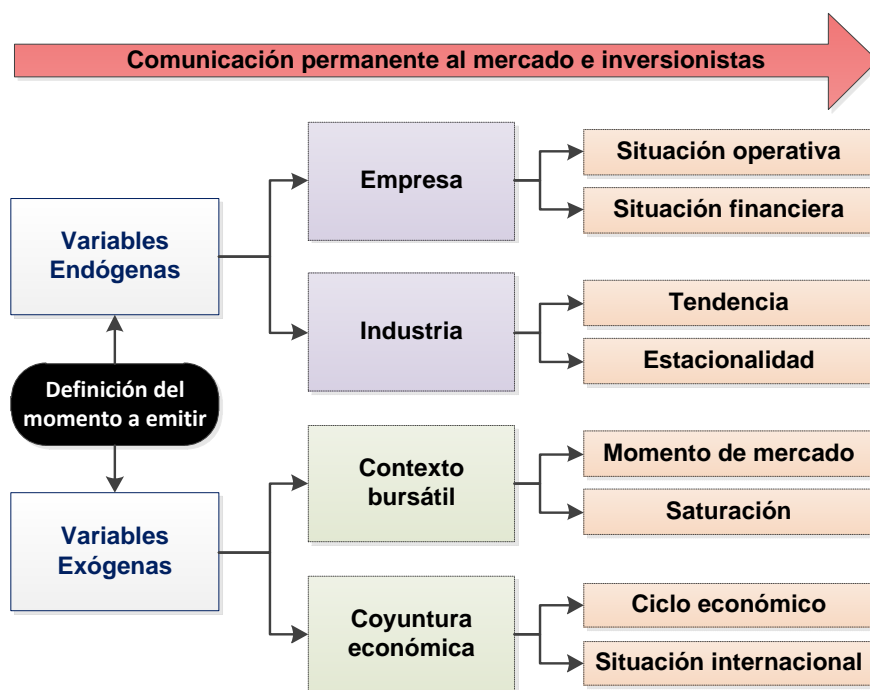 Comunicación permanente al mercado e inversionistas
Empresa
Situación operativa
Situación financiera
Variables
Endógenas
Industria
Tendencia
Estacionalidad
Definición del
momento a emitir
Contexto
bursátil
Momento de mercado
Saturación
Variables
Exógenas
Coyuntura
económica
Ciclo económico
Situación internacional